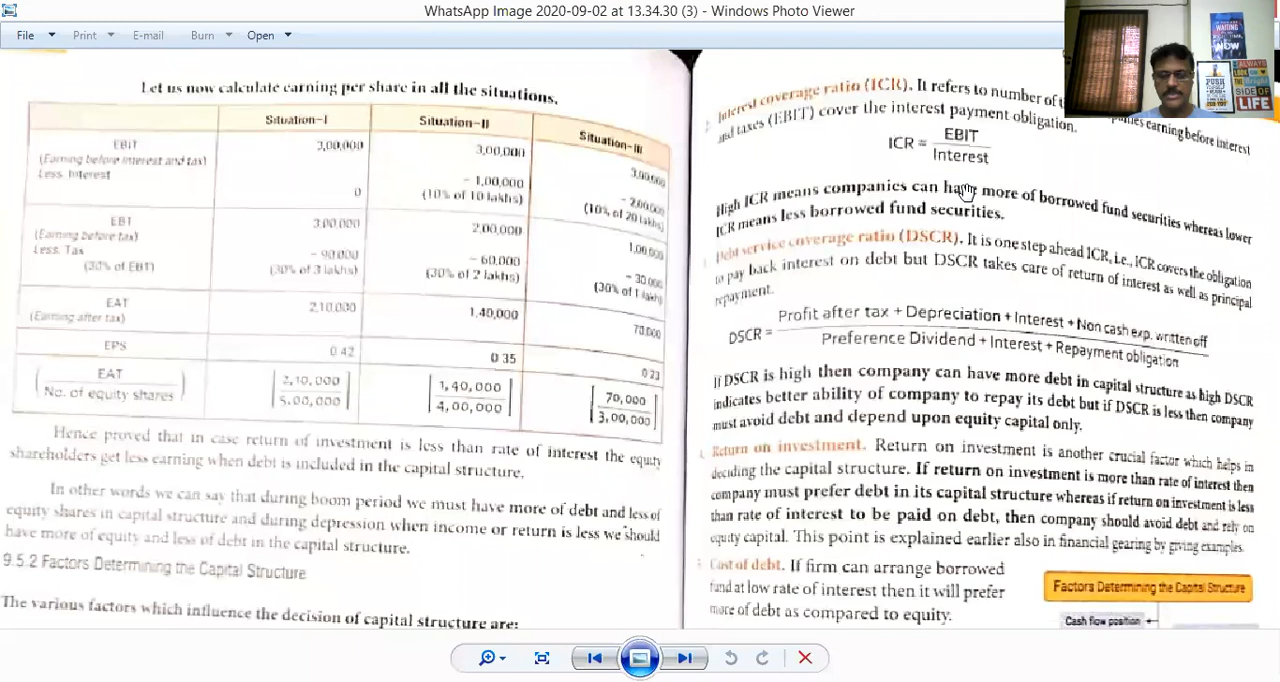 WhatsApp Image 2020-09-02 at 13.34.30 (3) - Windows Photo Viewer
File Print E-mail Burn Open
Let us now calculate earning per share in all the situations.
Situation-I Situation-II Situation-III
EBIT 3,00,000 3,00,000 3,00,000
(Earning before interest and tax)
Less. Interest 0 - 1,00,000 - 2,00,000
(10% of 10 lakhs) (10% of 20 lakhs)
EBT 3,00,000 2,00,000 1,00,000
(Earning before tax)
Less. Tax - 90,000 - 60,000 - 30,000
(30% of EBT) (30% of 3 lakhs) (30% of 2 lakhs) (30% of 1 lakh)
EAT 2,10,000 1,40,000 70,000
(Earning after tax)
EPS 0.42 0.35 0.23
EAT 2,10,000 1,40,000 70,000
No. of equity shares 5,00,000 4,00,000 3,00,000
Hence proved that in case return of investment is less than rate of interest the equity
shareholders get less earning when debt is included in the capital structure.
In other words we can say that during boom period we must have more of debt and less of
equity shares in capital structure and during depression when income or return is less we should
have more of equity and less of debt in the capital structure.
9.5.2 Factors Determining the Capital Structure
The various factors which influence the decision of capital structure are:
Interest coverage ratio (ICR). It refers to number of earning before interest
and taxes (EBIT) cover the interest payment obligation.
ICR = EBIT
Interest
High ICR means companies can have more of borrowed fund securities whereas lower
ICR means less borrowed fund securities.
Debt service coverage ratio (DSCR). It is one step ahead ICR, i.e., ICR covers the obligation
to pay back interest on debt but DSCR takes care of return of interest as well as principal
repayment.
DSCR = Profit after tax + Depreciation + Interest + Non cash exp. written off
Preference Dividend + Interest + Repayment obligation
If DSCR is high then company can have more debt in capital structure as high DSCR
indicates better ability of company to repay its debt but if DSCR is less then company
must avoid debt and depend upon equity capital only.
Return on investment. Return on investment is another crucial factor which helps in
deciding the capital structure. If return on investment is more than rate of interest then
company must prefer debt in its capital structure whereas if return on investment is less
than rate of interest to be paid on debt, then company should avoid debt and rely on
equity capital. This point is explained earlier also in financial gearing by giving examples.
Cost of debt. If firm can arrange borrowed
fund at low rate of interest then it will prefer
more of debt as compared to equity.
Factors Determining the Capital Structure
Cash flow position
WAITING
NOW
PUSH
ALWAYS
LOOK
SIDE OF
LIFE